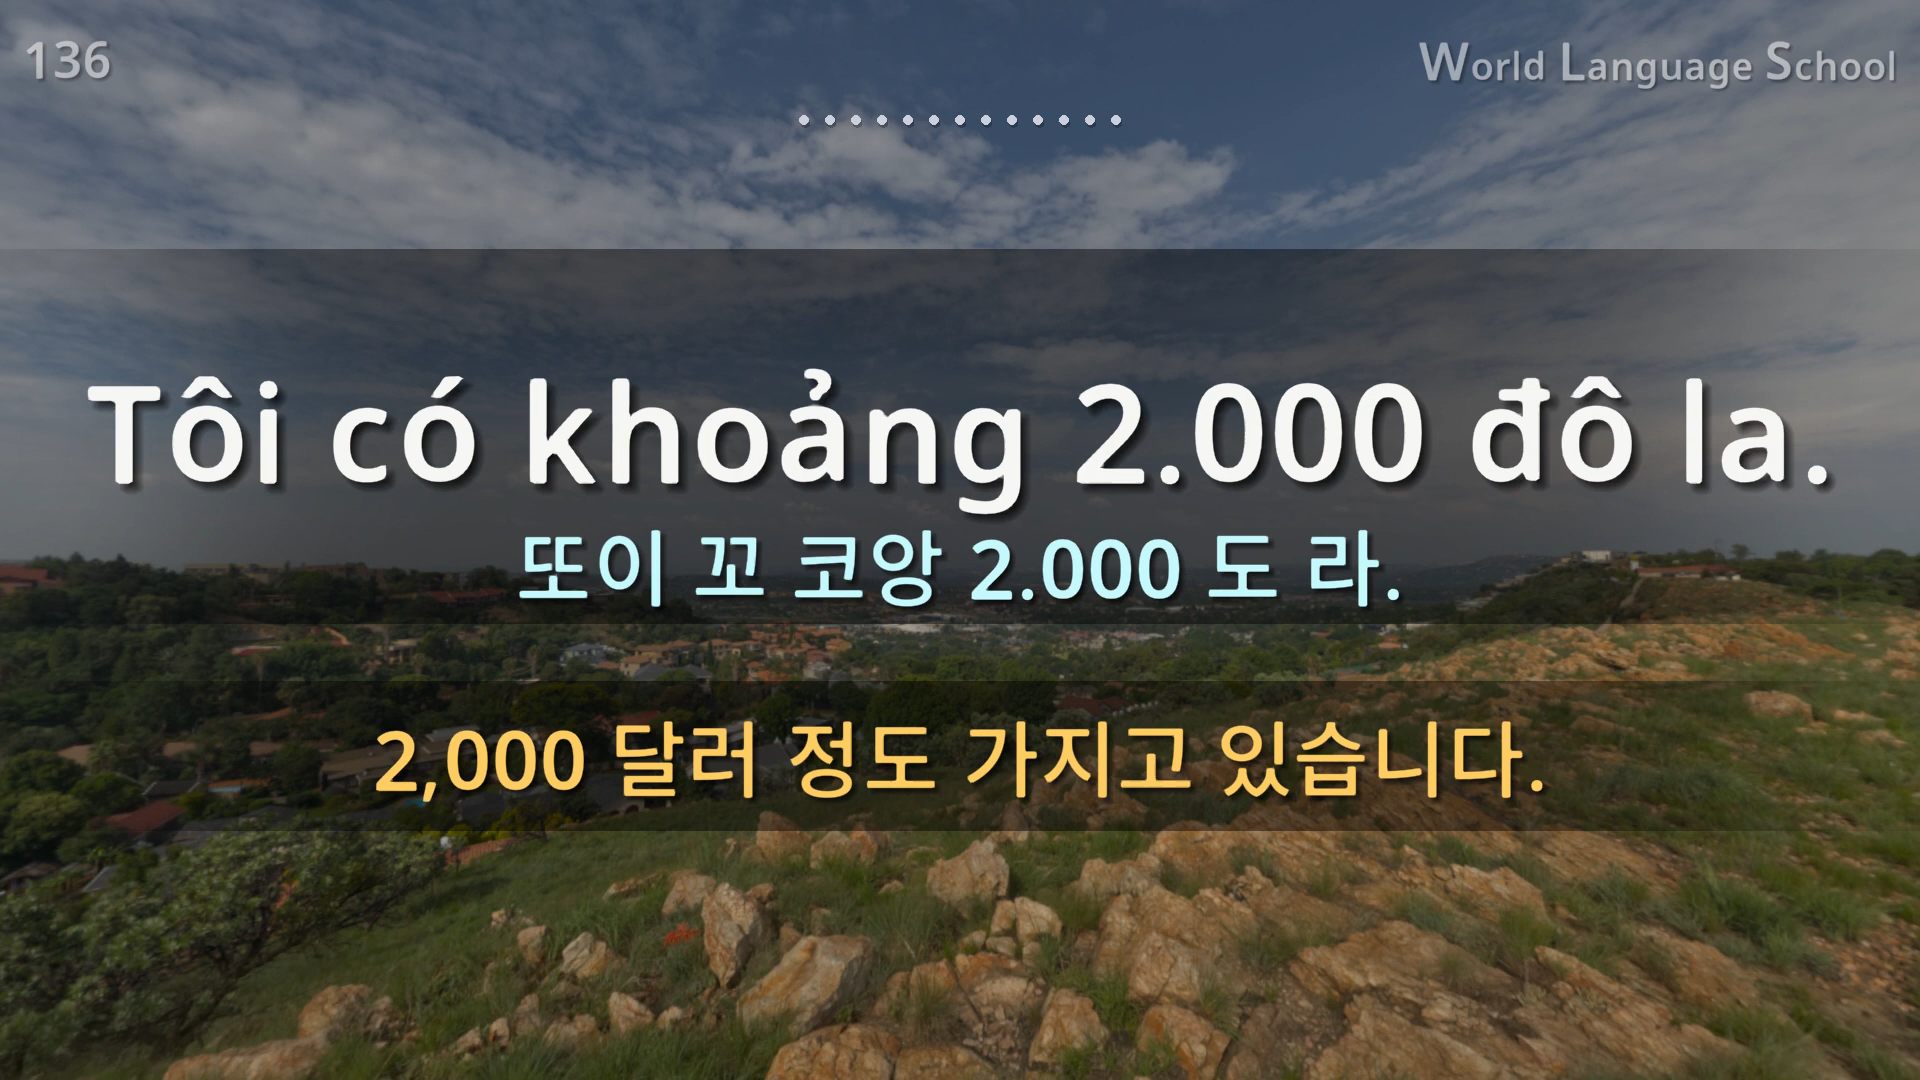 136
World Language School
Tôi có khoảng 2.000 đô la.
또이 꼬 코앙 2.000 도 라.
2,000 달러 정도 가지고 있습니다.